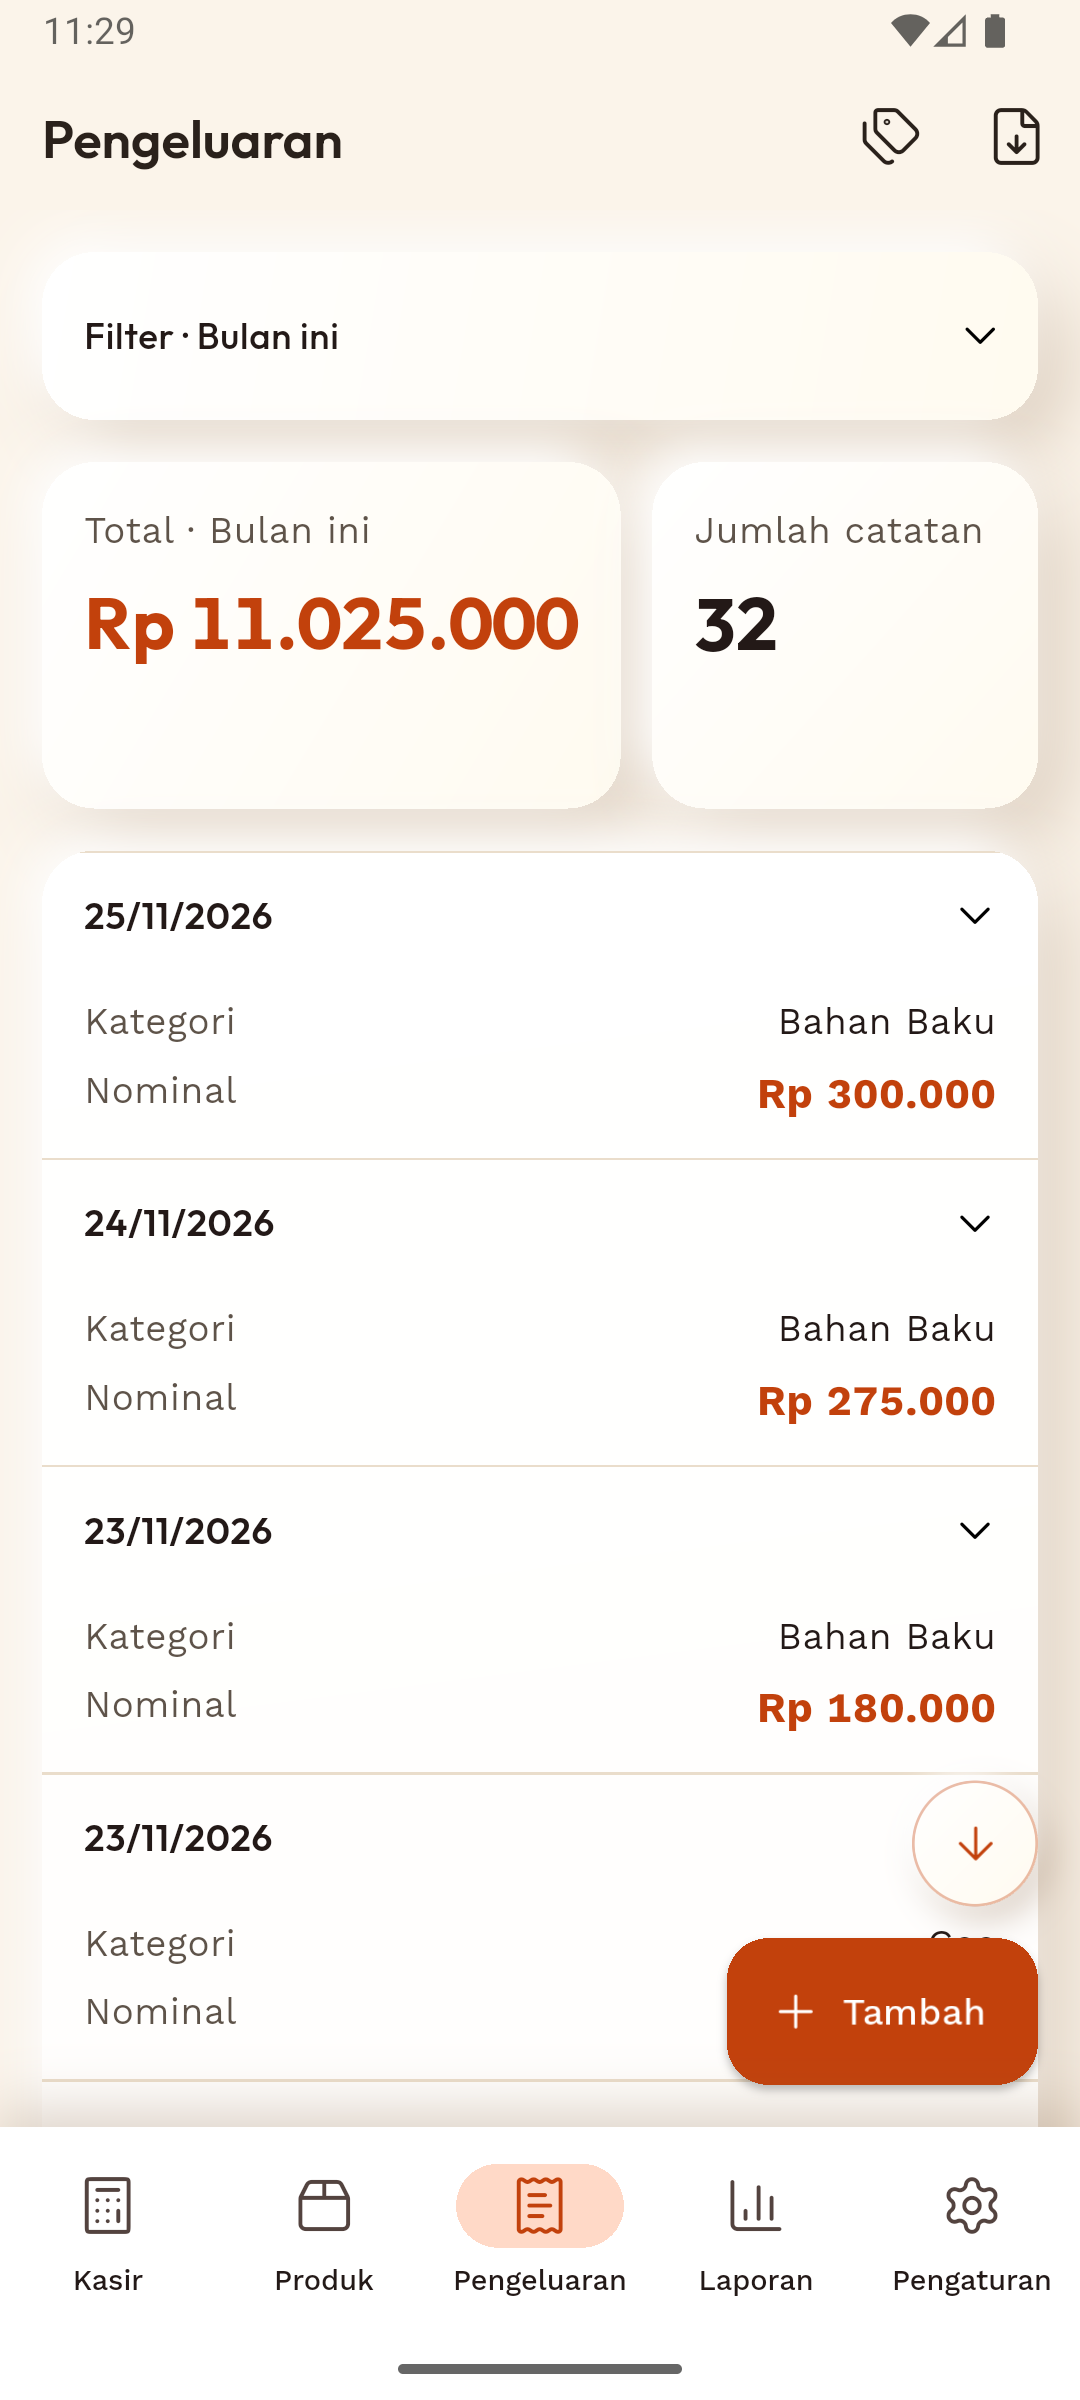 11:29
Pengeluaran
Filter · Bulan ini
Total · Bulan ini
Rp 11.025.000
Jumlah catatan
32
25/11/2026
Kategori Bahan Baku
Nominal Rp 300.000
24/11/2026
Kategori Bahan Baku
Nominal Rp 275.000
23/11/2026
Kategori Bahan Baku
Nominal Rp 180.000
23/11/2026
Kategori
Nominal
Tambah
Kasir
Produk
Pengeluaran
Laporan
Pengaturan